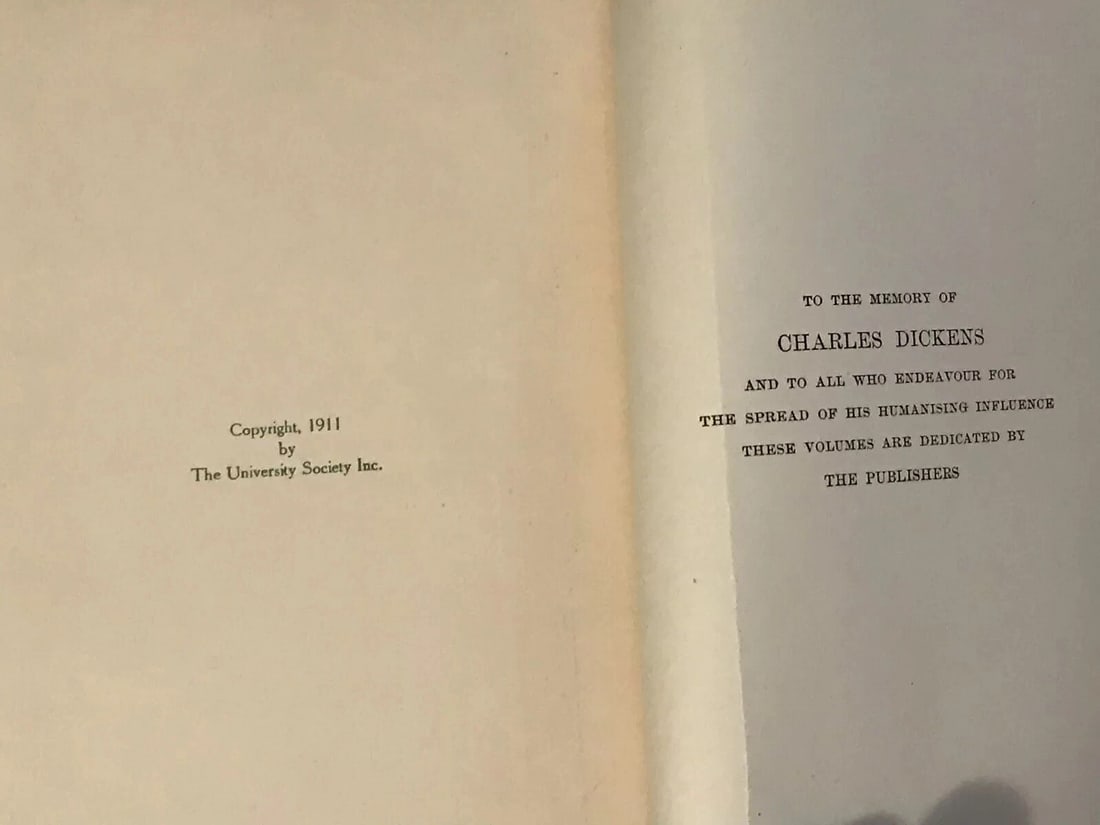 Copyright, 1911
by
The University Society Inc.
TO THE MEMORY OF
CHARLES DICKENS
AND TO ALL WHO ENDEAVOUR FOR
THE SPREAD OF HIS HUMANISING INFLUENCE
THESE VOLUMES ARE DEDICATED BY
THE PUBLISHERS